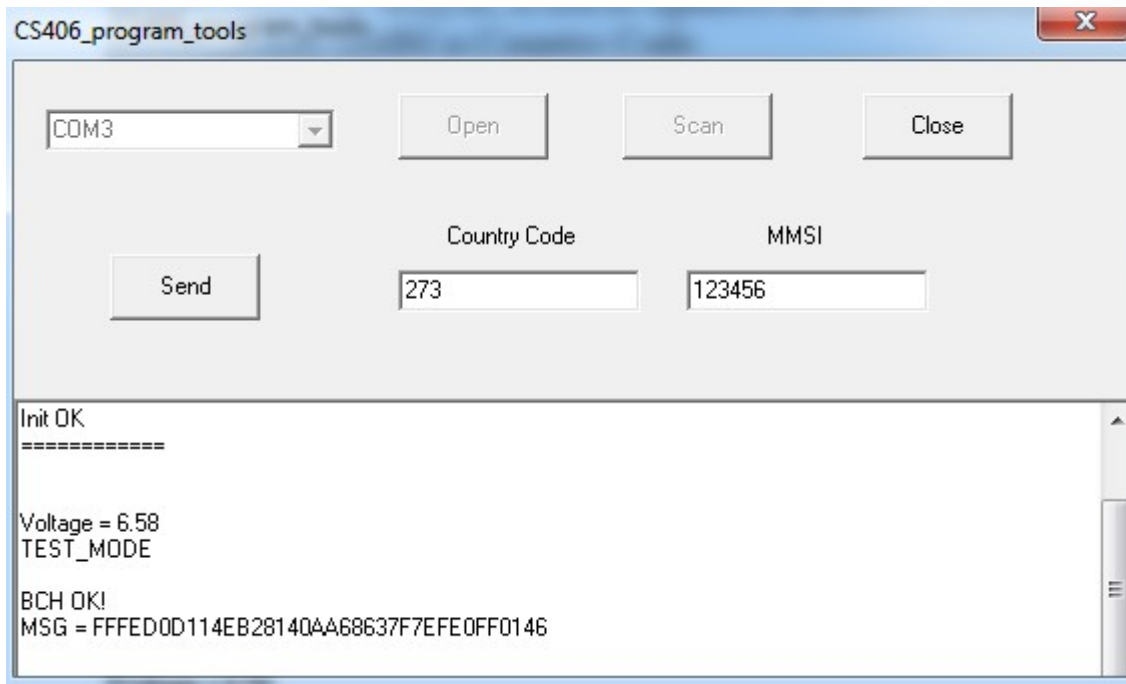 CS406_program_tools
COM3 Open Scan Close
Country Code MMSI
Send 273 123456
Init OK
============
Voltage = 6.58
TEST_MODE
BCH OK!
MSG = FFFED0D114EB28140AA68637F7EFE0FF0146